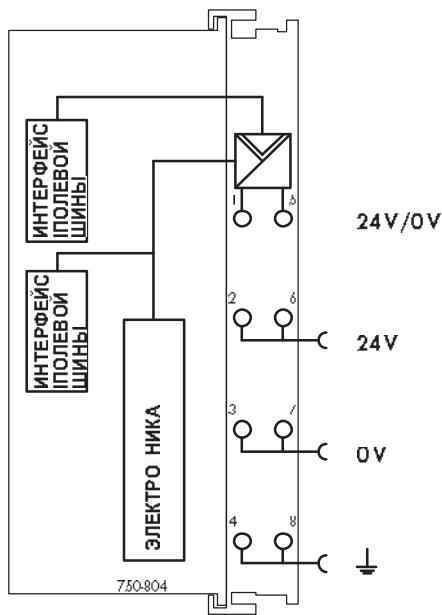 ИНТЕРФЕЙС
ПОЛЕВОЙ
ШИНЫ
1 5
24V/0V
ИНТЕРФЕЙС
ПОЛЕВОЙ
ШИНЫ
2 6
24V
ЭЛЕКТРО НИКА
3 7
0V
4 8
750-804